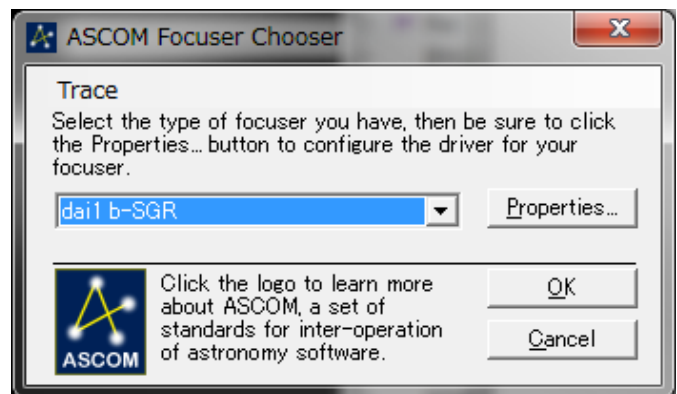 ASCOM Focuser Chooser
Trace
Select the type of focuser you have, then be sure to click
the Properties... button to configure the driver for your
focuser.
dai1 b-SGR
Properties...
Click the logo to learn more
about ASCOM, a set of
standards for inter-operation
of astronomy software.
ASCOM
OK
Cancel